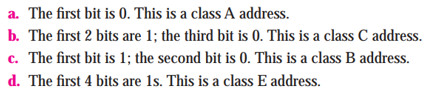 a. The first bit is 0. This is a class A address.
b. The first 2 bits are 1; the third bit is 0. This is a class C address.
c. The first bit is 1; the second bit is 0. This is a class B address.
d. The first 4 bits are 1s. This is a class E address.